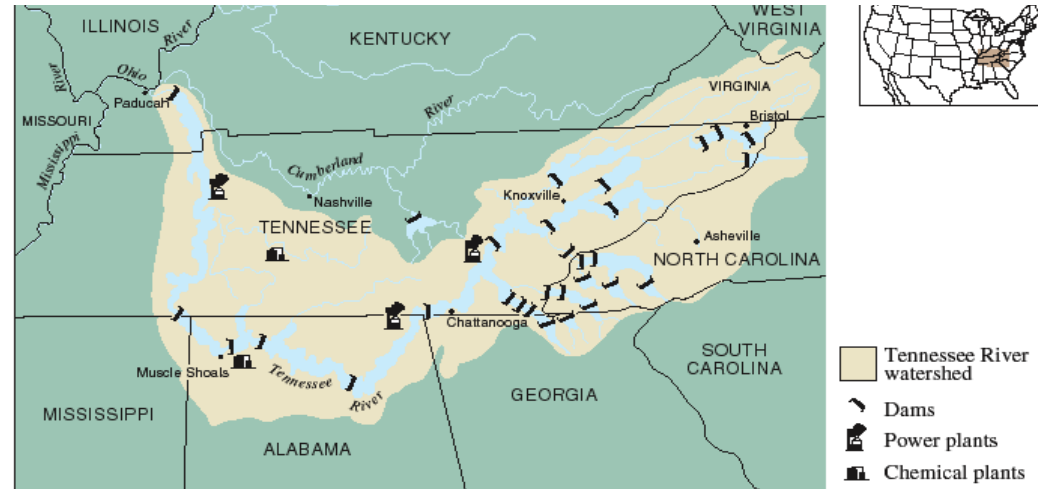 ILLINOIS
River
KENTUCKY
WEST
VIRGINIA
Ohio
River
Paducah
River
VIRGINIA
MISSOURI
Bristol
Mississippi
Cumberland
Knoxville
Nashville
TENNESSEE
Asheville
NORTH CAROLINA
Chattanooga
Muscle Shoals
Tennessee
River
SOUTH
CAROLINA
GEORGIA
MISSISSIPPI
ALABAMA
Tennessee River
watershed
Dams
Power plants
Chemical plants